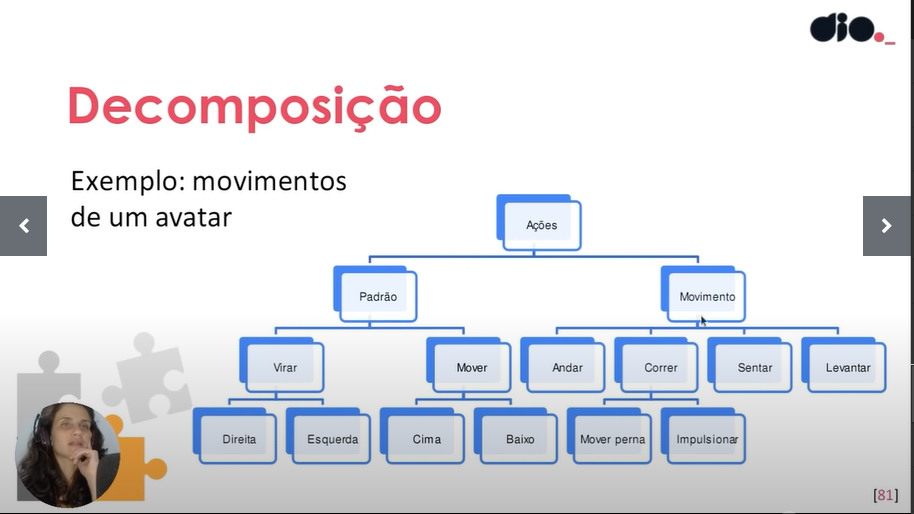 dio._
Decomposição
Exemplo: movimentos
de um avatar
Ações
Padrão
Movimento
Virar
Mover
Andar
Correr
Sentar
Levantar
Direita
Esquerda
Cima
Baixo
Mover perna
Impulsionar
[81]